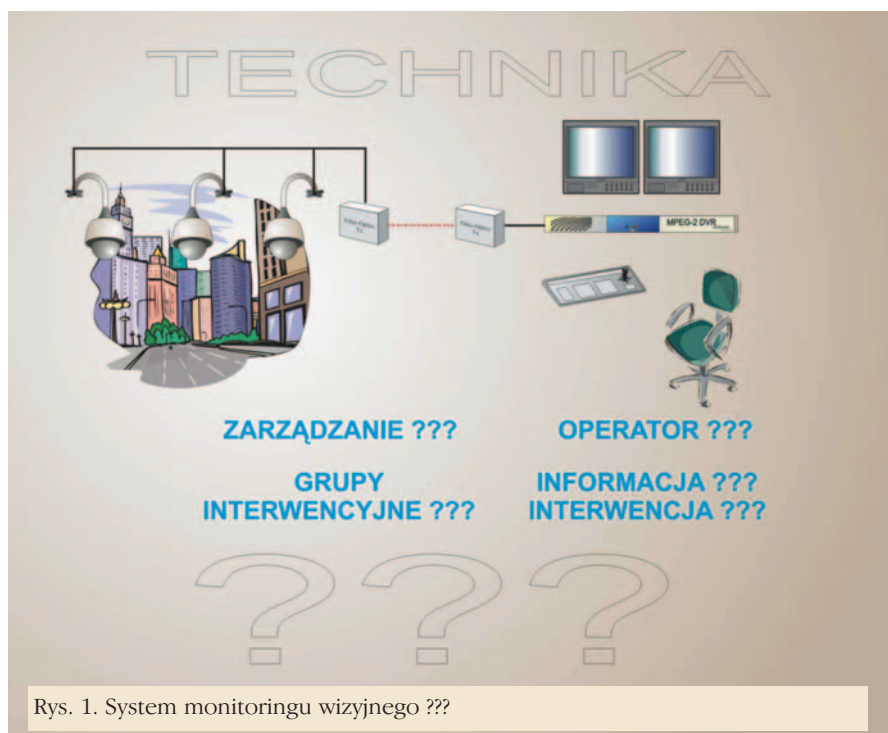 TECHNIKA
MPEG-2 DVR
ZARZĄDZANIE ???
OPERATOR ???
GRUPY
INTERWENCYJNE ???
INFORMACJA ???
INTERWENCJA ???
???
Rys. 1. System monitoringu wizyjnego ???